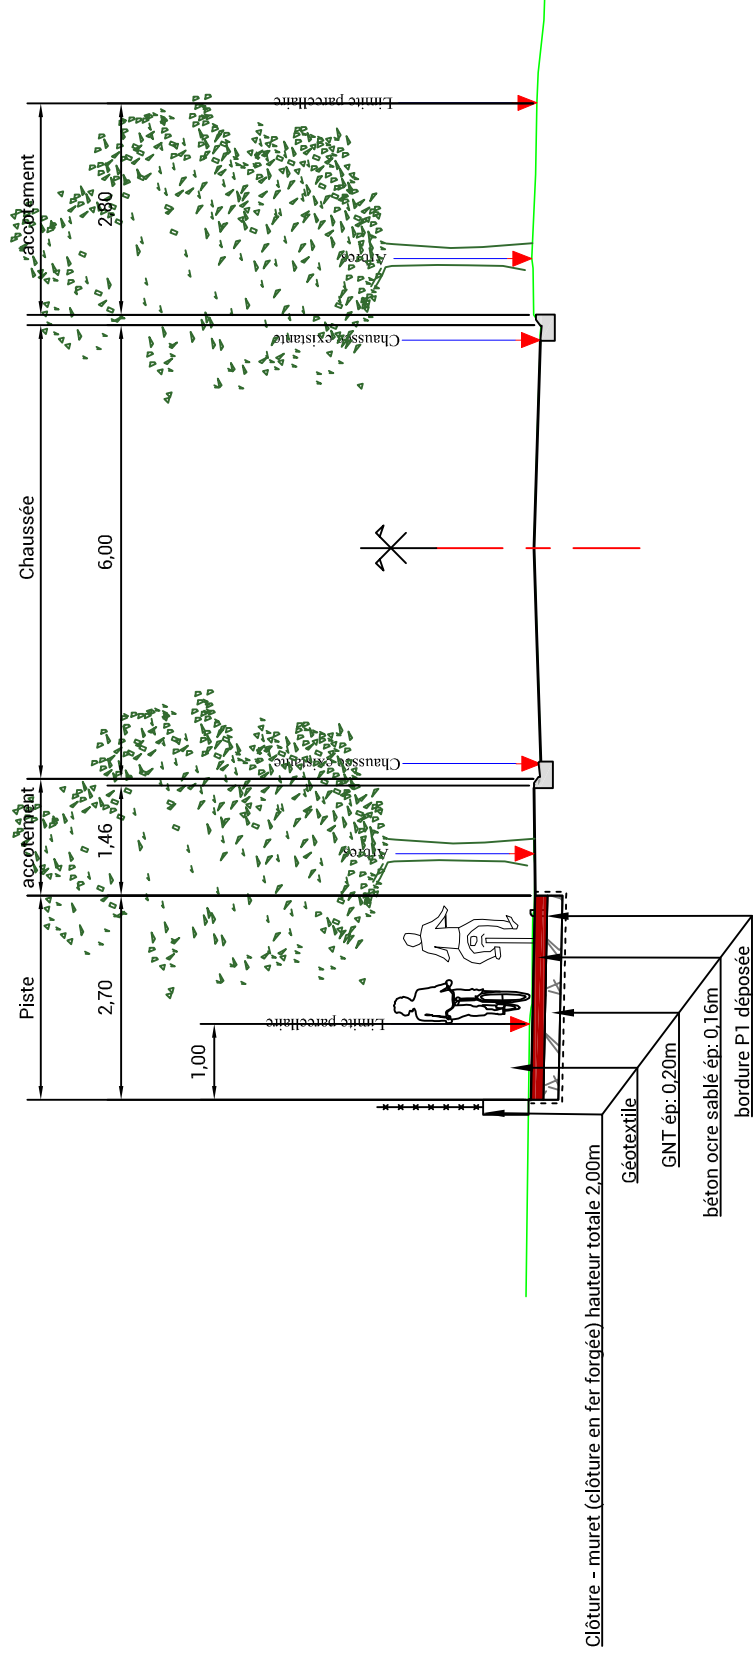 Piste
accotement
Chaussée
accotement
2,70
1,46
6,00
2,80
1,00
Limite parcellaire
Arbres
Chaussée existante
Chaussée existante
Arbres
Limite parcellaire
Clôture - muret (clôture en fer forgée) hauteur totale 2,00m
Géotextile
GNT ép: 0,20m
béton ocre sablé ép: 0,16m
bordure P1 déposée